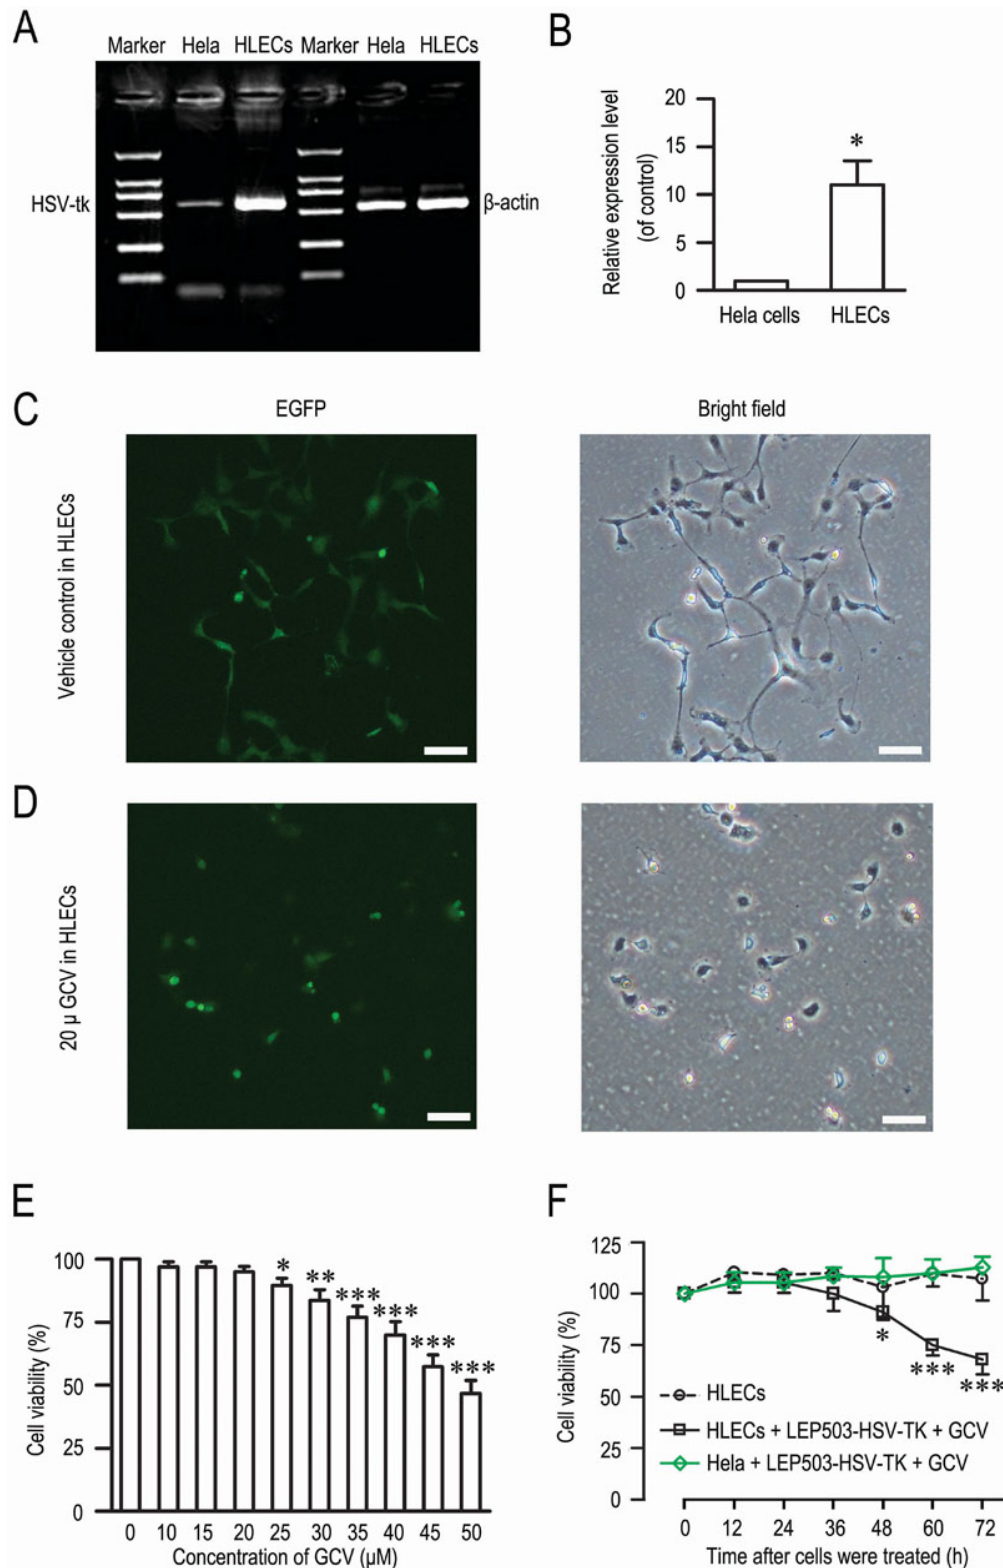 A
Marker Hela HLECs Marker Hela HLECs
HSV-tk
β-actin
B
Relative expression level
(of control)
20
15
10
5
0
*
Hela cells HLECs
C
EGFP
Bright field
Vehicle control in HLECs
D
20 µ GCV in HLECs
E
Cell viability (%)
100
75
50
25
0
* ** *** *** *** ***
0 10 15 20 25 30 35 40 45 50
Concentration of GCV (µM)
F
Cell viability (%)
125
100
75
50
25
0
* *** ***
HLECs
HLECs + LEP503-HSV-TK + GCV
Hela + LEP503-HSV-TK + GCV
0 12 24 36 48 60 72
Time after cells were treated (h)